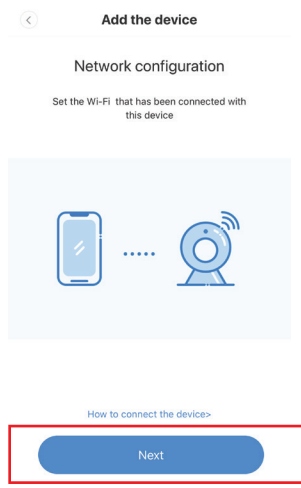 Add the device
Network configuration
Set the Wi-Fi that has been connected with
this device
How to connect the device>
Next